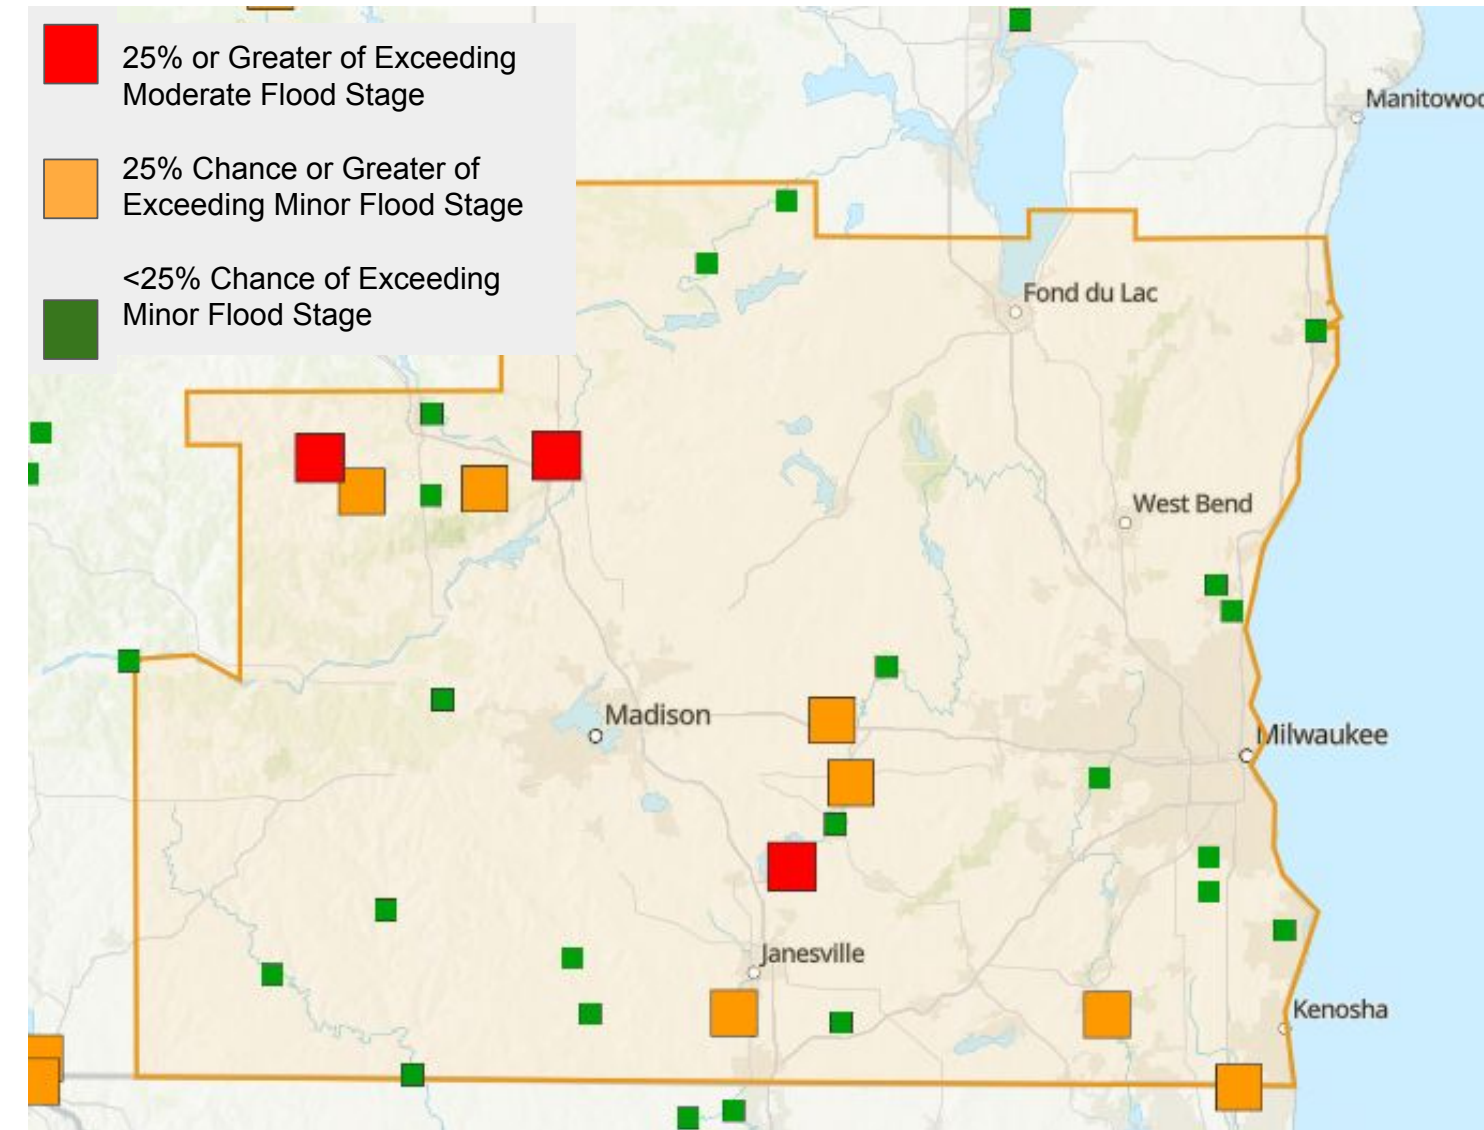 25% or Greater of Exceeding
Moderate Flood Stage
25% Chance or Greater of
Exceeding Minor Flood Stage
<25% Chance of Exceeding
Minor Flood Stage
Manitowoc
Fond du Lac
West Bend
Madison
Milwaukee
Janesville
Kenosha